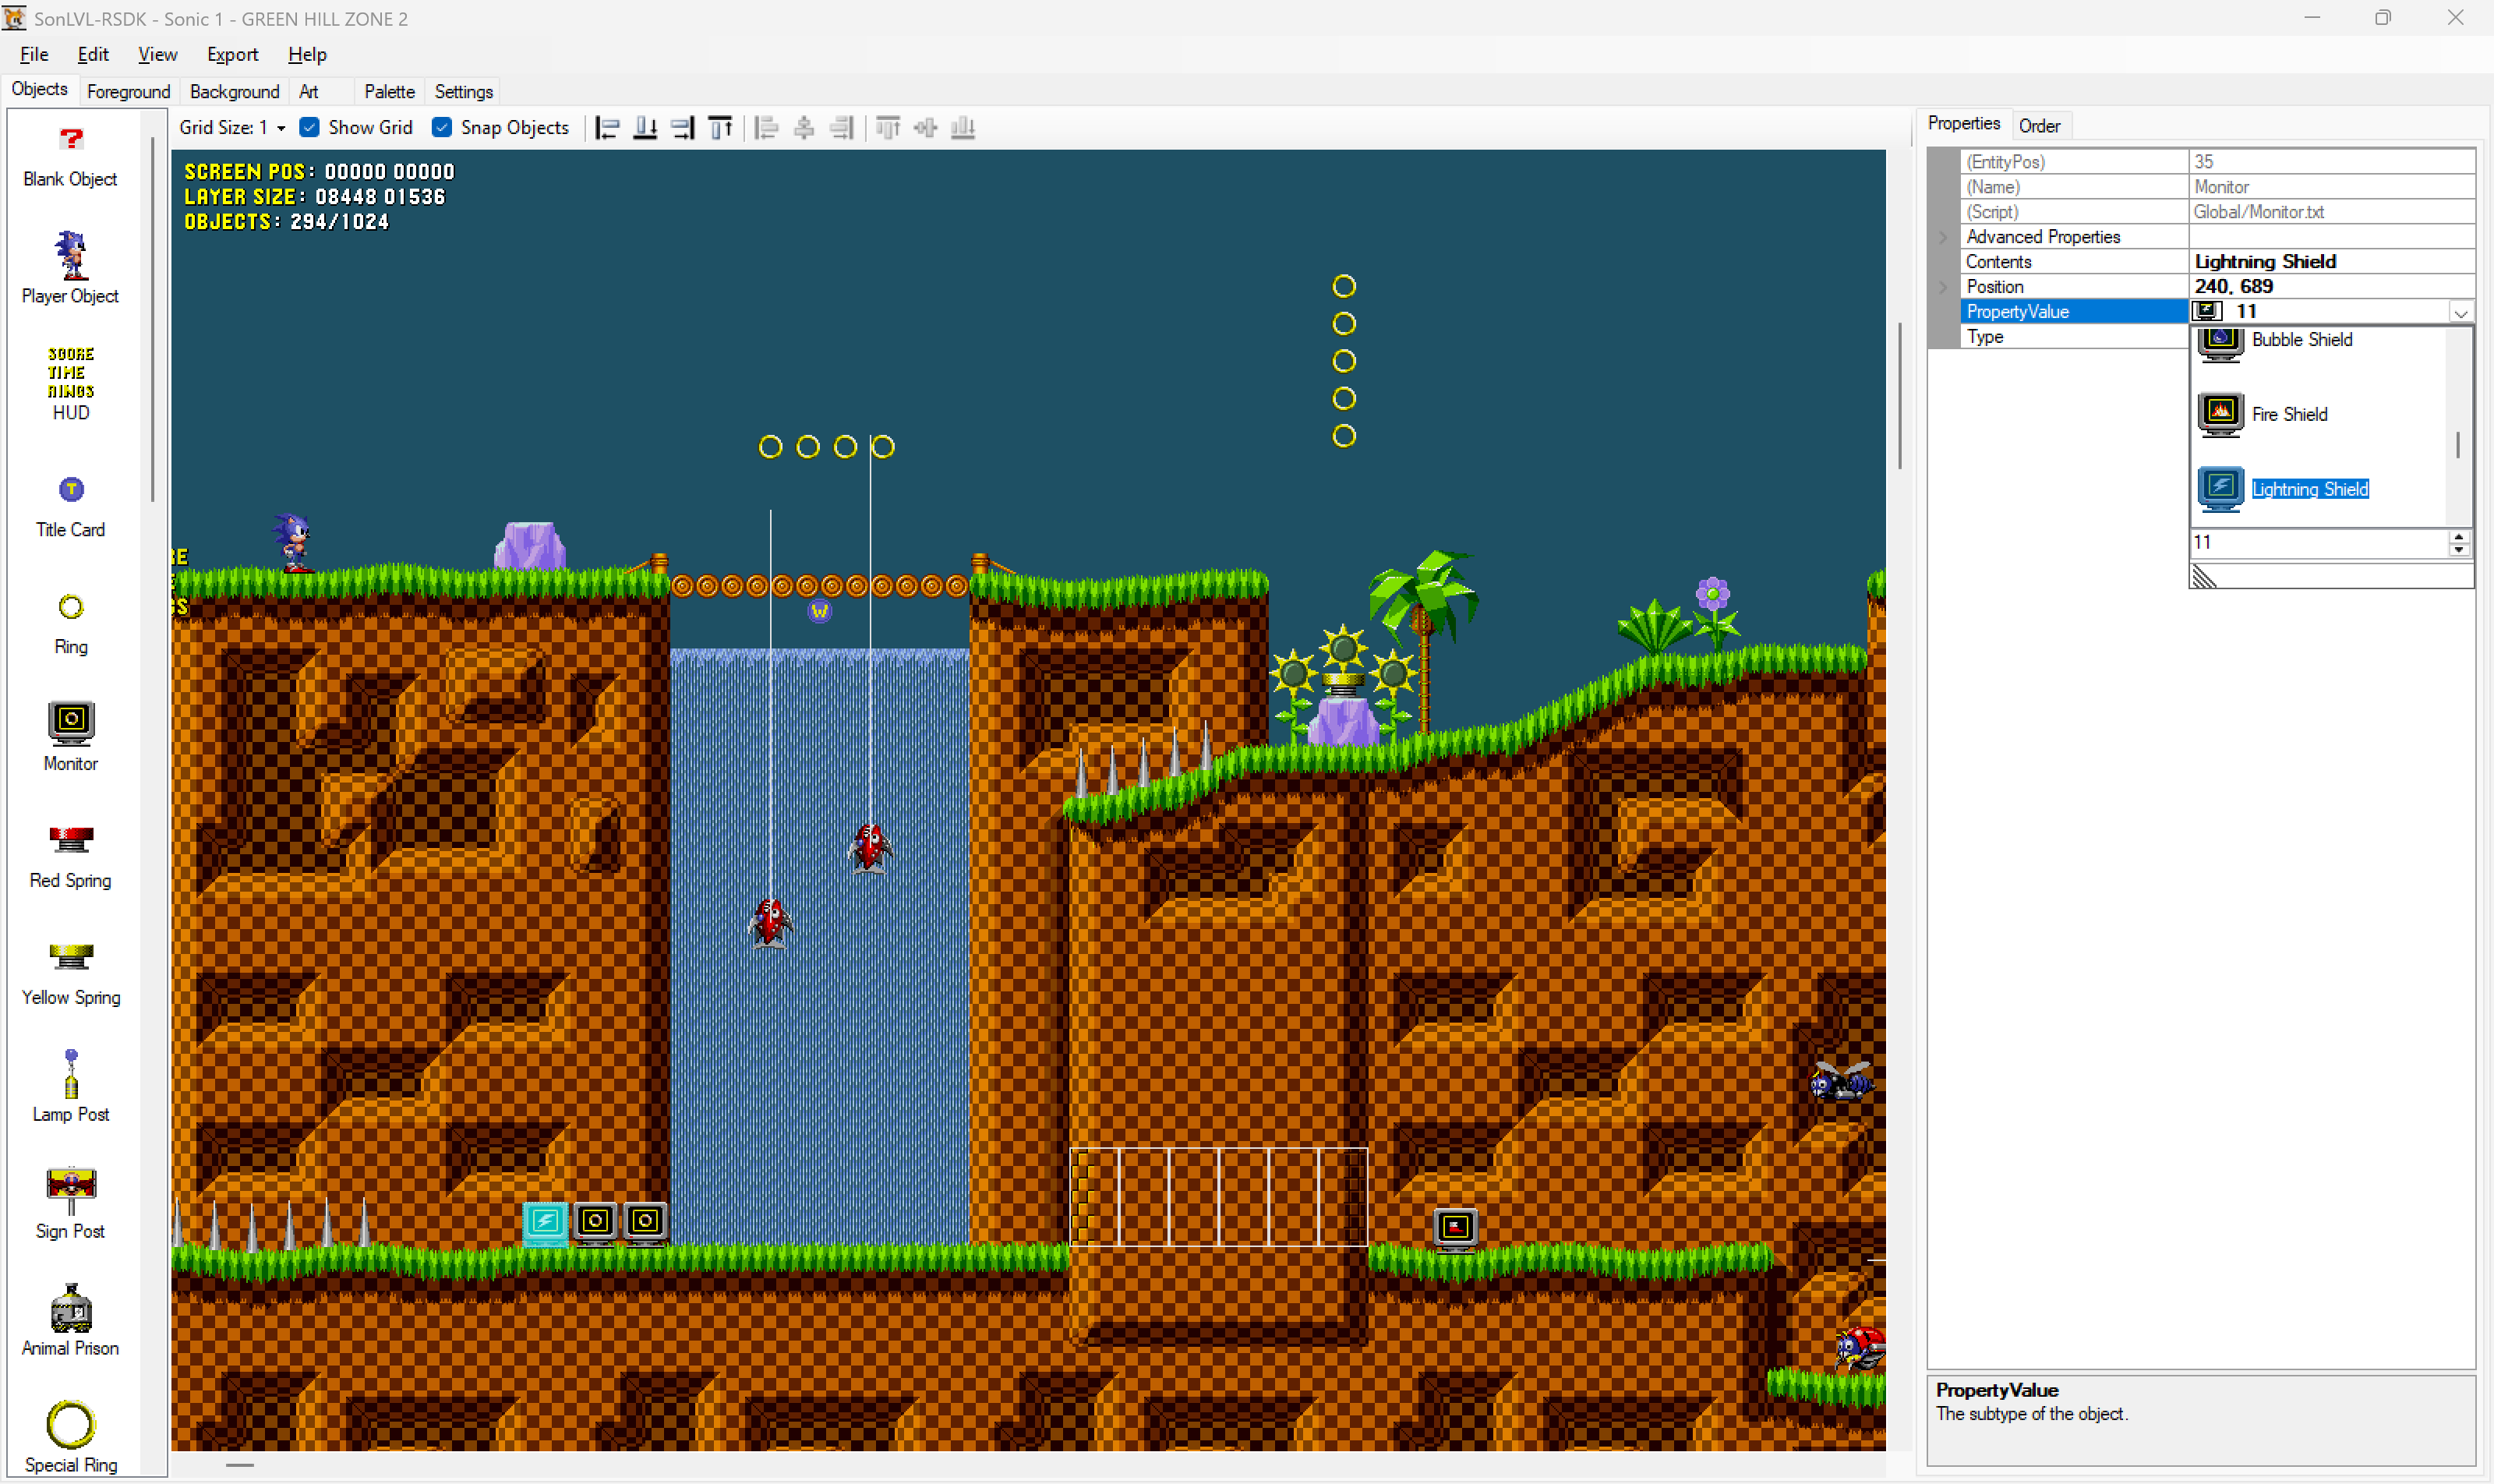 SonLVL-RSDK - Sonic 1 - GREEN HILL ZONE 2
File Edit View Export Help
Objects Foreground Background Art Palette Settings
Grid Size: 1 Show Grid Snap Objects
SCREEN POS: 00000 00000
LAYER SIZE: 08448 01536
OBJECTS: 294/1024
Blank Object
Player Object
SCORE
TIME
RINGS
HUD
T
Title Card
Ring
Monitor
Red Spring
Yellow Spring
Lamp Post
Sign Post
Animal Prison
Special Ring
RE
GS
W
Properties Order
(EntityPos) 35
(Name) Monitor
(Script) Global/Monitor.txt
Advanced Properties
Contents Lightning Shield
Position 240, 689
PropertyValue 11
Type
Bubble Shield
Fire Shield
Lightning Shield
11
PropertyValue
The subtype of the object.